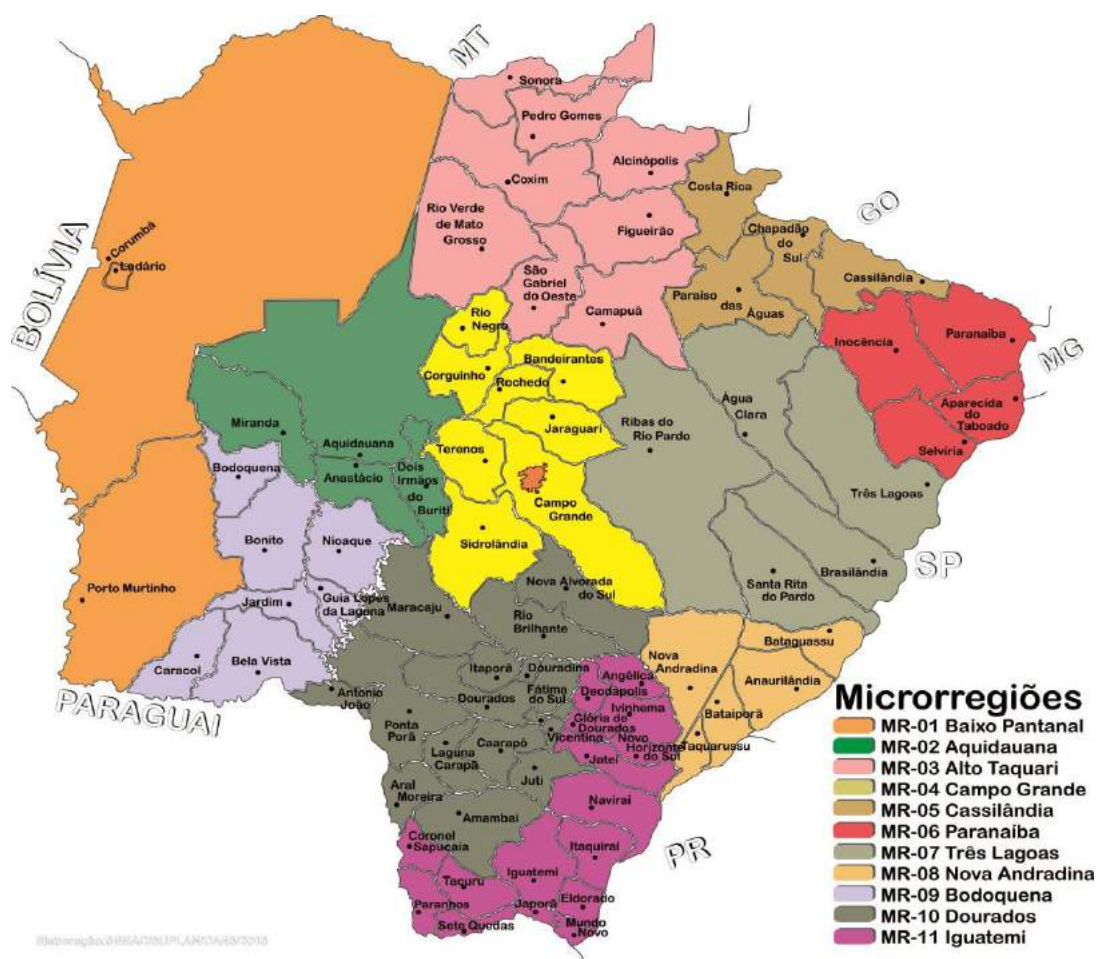 MT
Sonora
Pedro Gomes
Alcinópolis
Coxim
Costa Rica
GO
Rio Verde
de Mato
Grosso
Figueirão
Chapadão
do
Sul
BOLÍVIA
Corumbá
Ladário
São
Gabriel
do Oeste
Cassilândia
Paraiso
das
Águas
Camapuã
Rio
Negro
Inocência
Paranaíba
MG
Bandeirantes
Corguinho
Rochedo
Água
Clara
Aparecida
do
Taboado
Miranda
Aquidauana
Jaraguari
Ribas do
Rio Pardo
Terenos
Selvíria
Bodoquena
Anastácio
Dois
Irmãos
do
Buriti
Campo
Grande
Três Lagoas
Bonito
Nioaque
Sidrolândia
SP
Brasilândia
Porto Murtinho
Santa Rita
do Pardo
Nova Alvorada
do Sul
Jardim
Guia Lopes
da Laguna
Maracaju
Rio
Brilhante
Bataguassu
Caracol
Bela Vista
Nova
Andradina
Itaporã
Douradina
Angêlica
Anaurilândia
PARAGUAI
Antonio
João
Dourados
Fátima
do Sul
Deodápolis
Ivinhema
Bataiporã
Ponta
Porã
Glória de
Dourados
Vicentina
Novo
Horizonte
do Sul
Taquarussu
Laguna
Carapã
Caarapó
Jateí
Juti
Aral
Moreira
Amambai
Navirai
Coronel
Sapucaia
PR
Itaquiraí
Iguatemi
Tacuru
Paranhos
Japorã
Eldorado
Sete Quedas
Mundo
Novo
Microrregiões
MR-01 Baixo Pantanal
MR-02 Aquidauana
MR-03 Alto Taquari
MR-04 Campo Grande
MR-05 Cassilândia
MR-06 Paranaíba
MR-07 Três Lagoas
MR-08 Nova Andradina
MR-09 Bodoquena
MR-10 Dourados
MR-11 Iguatemi